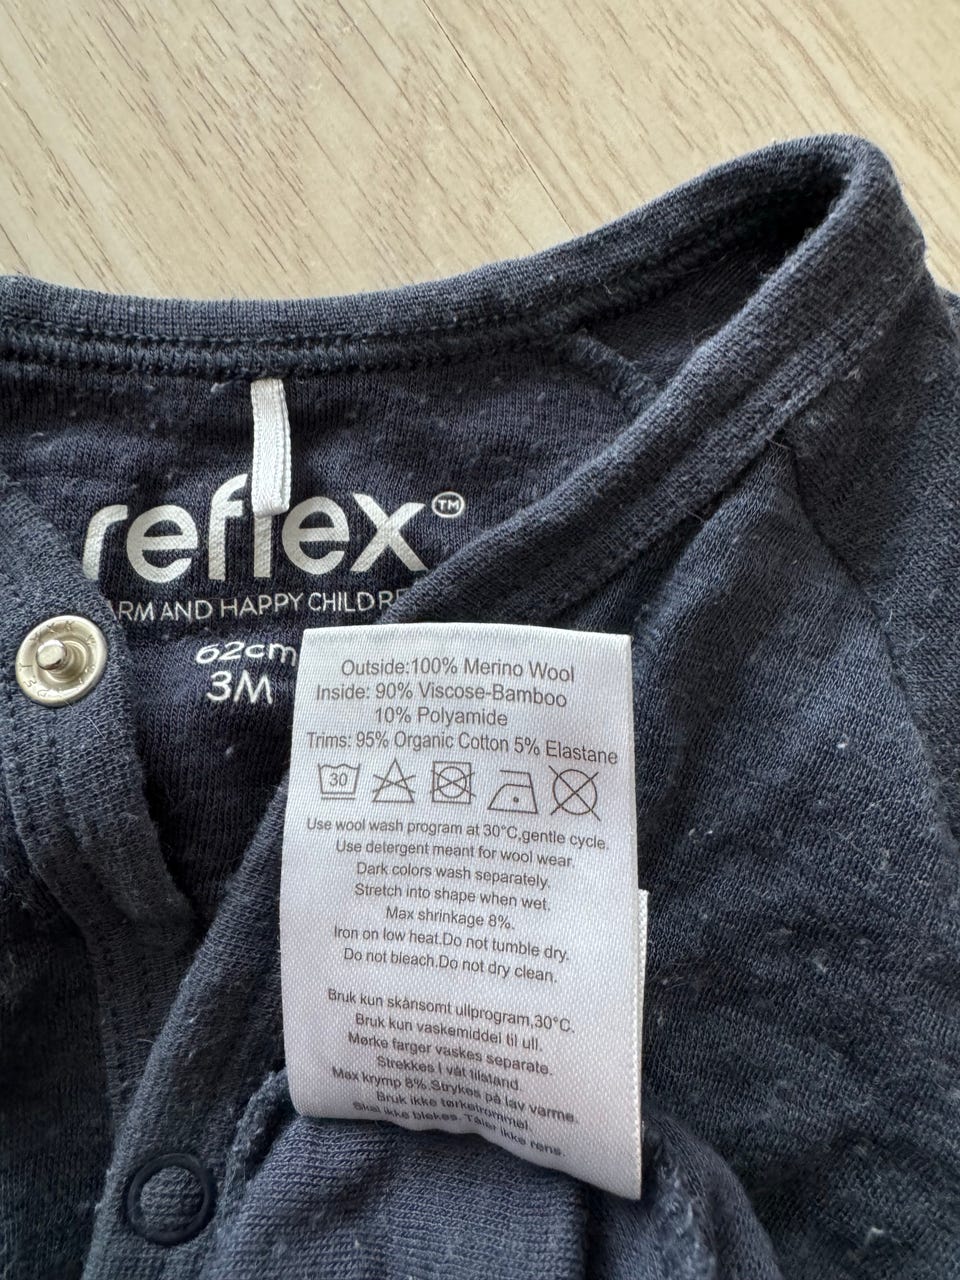 reflex™
ARM AND HAPPY CHILDRE
62cm
3M
Outside:100% Merino Wool
Inside: 90% Viscose-Bamboo
10% Polyamide
Trims: 95% Organic Cotton 5% Elastane
30
Use wool wash program at 30°C,gentle cycle.
Use detergent meant for wool wear.
Dark colors wash separately.
Stretch into shape when wet.
Max shrinkage 8%.
Iron on low heat.Do not tumble dry.
Do not bleach.Do not dry clean.
Bruk kun skånsomt ullprogram,30°C.
Bruk kun vaskemiddel til ull.
Mørke farger vaskes separate.
Strekkes I våt tilstand.
Max krymp 8%.Strykes på lav varme.
Bruk ikke tørketrommel.
Skal ikke blekes. Tåler ikke rens.